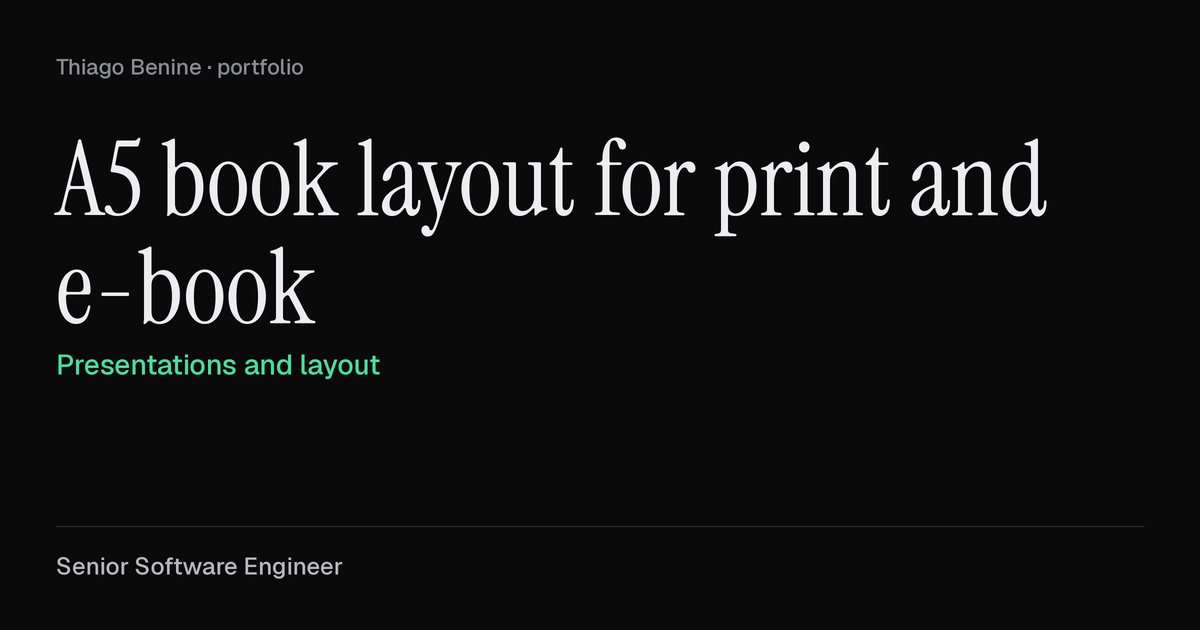 Thiago Benine · portfolio
A5 book layout for print and
e-book
Presentations and layout
Senior Software Engineer